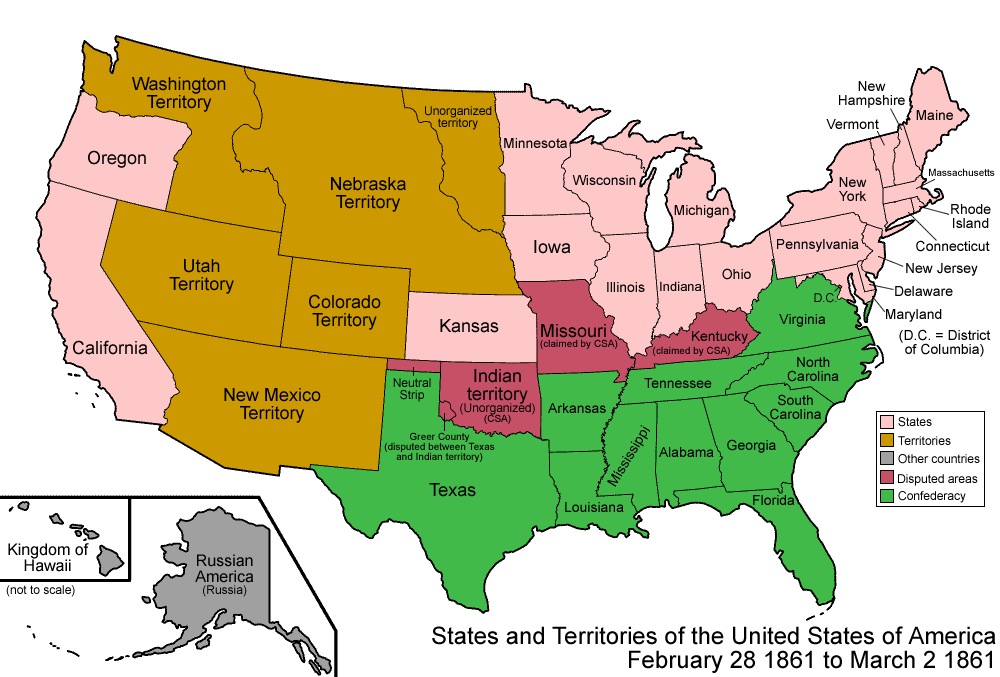 Washington
Territory
Oregon
Unorganized
territory
Nebraska
Territory
Minnesota
Wisconsin
Michigan
New
Hampshire
Vermont
Maine
Massachusetts
New
York
Rhode
Island
Connecticut
Pennsylvania
New Jersey
Delaware
Maryland
(D.C. = District
of Columbia)
D.C.
Utah
Territory
Colorado
Territory
Iowa
Illinois
Indiana
Ohio
Virginia
California
Kansas
Missouri
(claimed by CSA)
Kentucky
(claimed by CSA)
New Mexico
Territory
Neutral
Strip
Indian
territory
(Unorganized)
(CSA)
Greer County
(disputed between Texas
and Indian territory)
Arkansas
Tennessee
North
Carolina
South
Carolina
Mississippi
Alabama
Georgia
Texas
Louisiana
Florida
States
Territories
Other countries
Disputed areas
Confederacy
Kingdom of
Hawaii
(not to scale)
Russian
America
(Russia)
States and Territories of the United States of America
February 28 1861 to March 2 1861